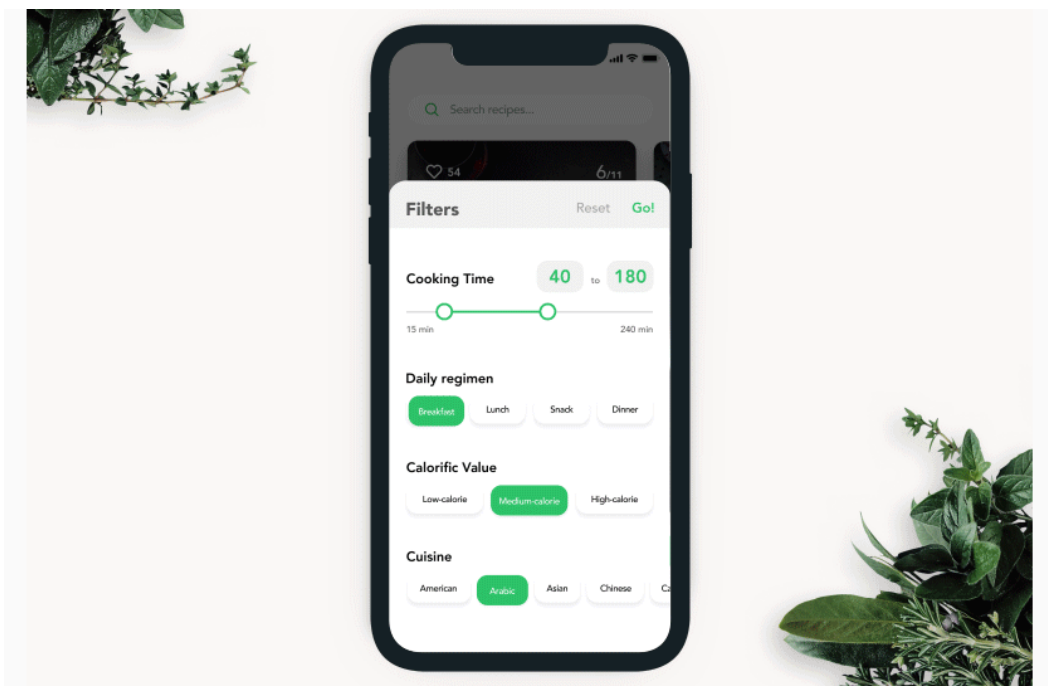 Search recipes...
54 6/11
Filters Reset Go!
Cooking Time 40 to 180
15 min 240 min
Daily regimen
Breakfast Lunch Snack Dinner
Calorific Value
Low-calorie Medium-calorie High-calorie
Cuisine
American Arabic Asian Chinese Ca